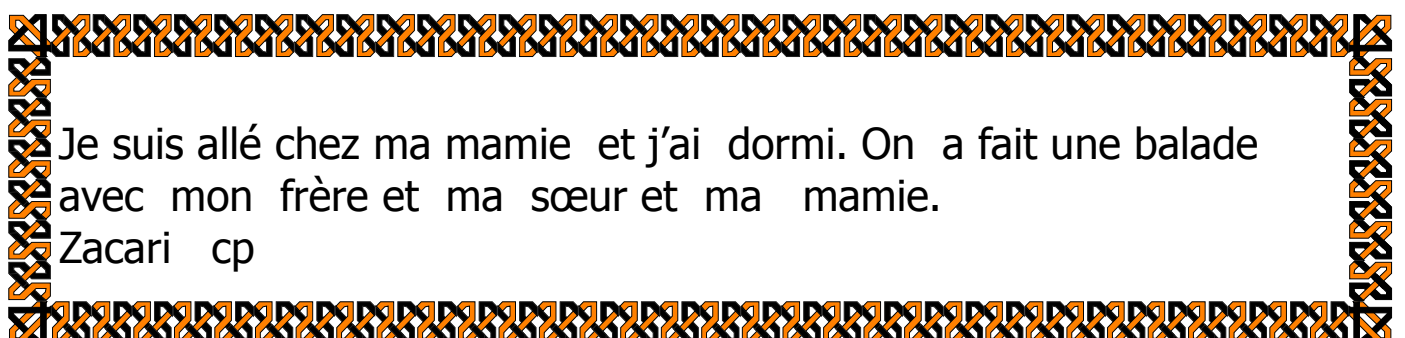 Je suis allé chez ma mamie  et j’ai  dormi. On  a fait une balade
avec  mon  frère et  ma  sœur et  ma   mamie.
Zacari   cp